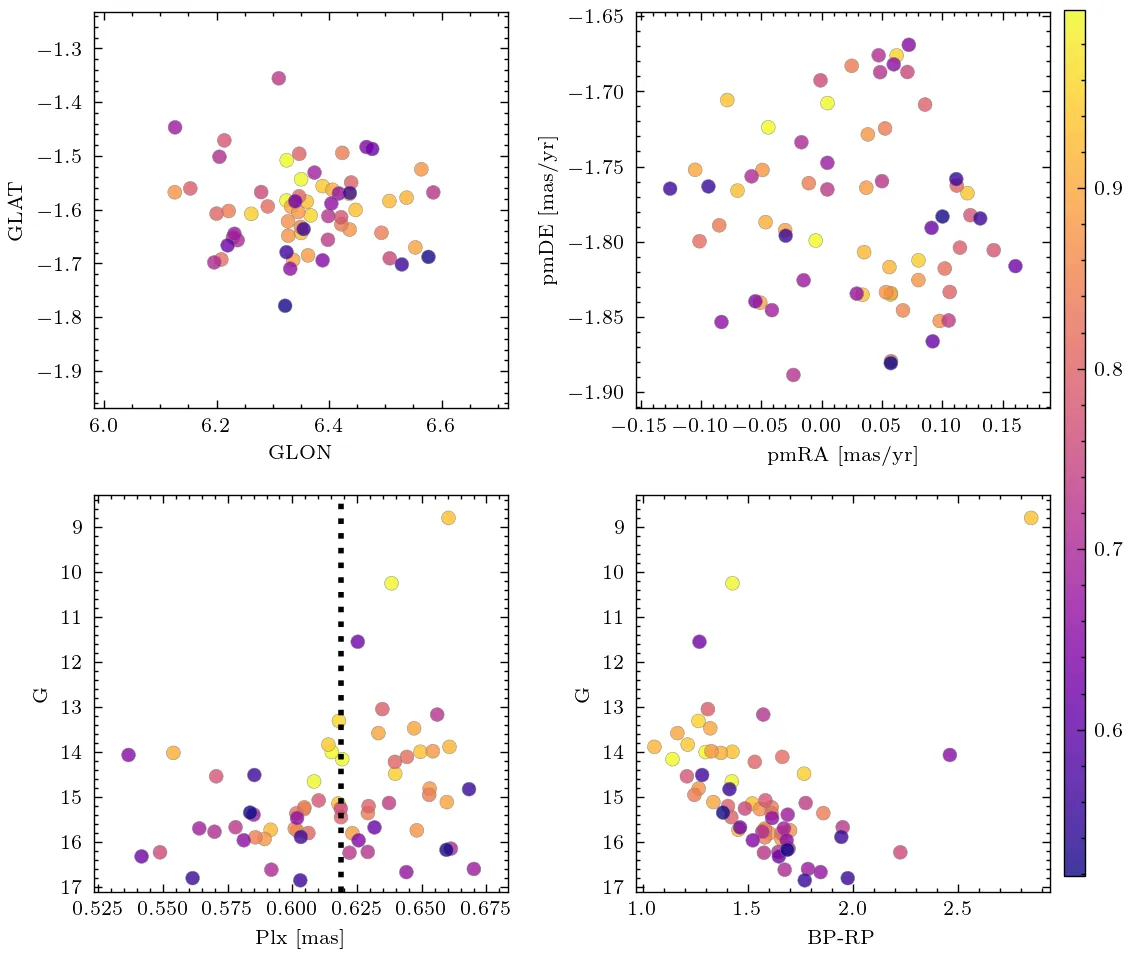 GLAT
−1.3
−1.4
−1.5
−1.6
−1.7
−1.8
−1.9
6.0 6.2 6.4 6.6
GLON
pmDE [mas/yr]
−1.65
−1.70
−1.75
−1.80
−1.85
−1.90
−0.15 −0.10 −0.05 0.00 0.05 0.10 0.15
pmRA [mas/yr]
0.9
0.8
0.7
0.6
G
9
10
11
12
13
14
15
16
17
0.525 0.550 0.575 0.600 0.625 0.650 0.675
Plx [mas]
G
9
10
11
12
13
14
15
16
17
1.0 1.5 2.0 2.5
BP-RP